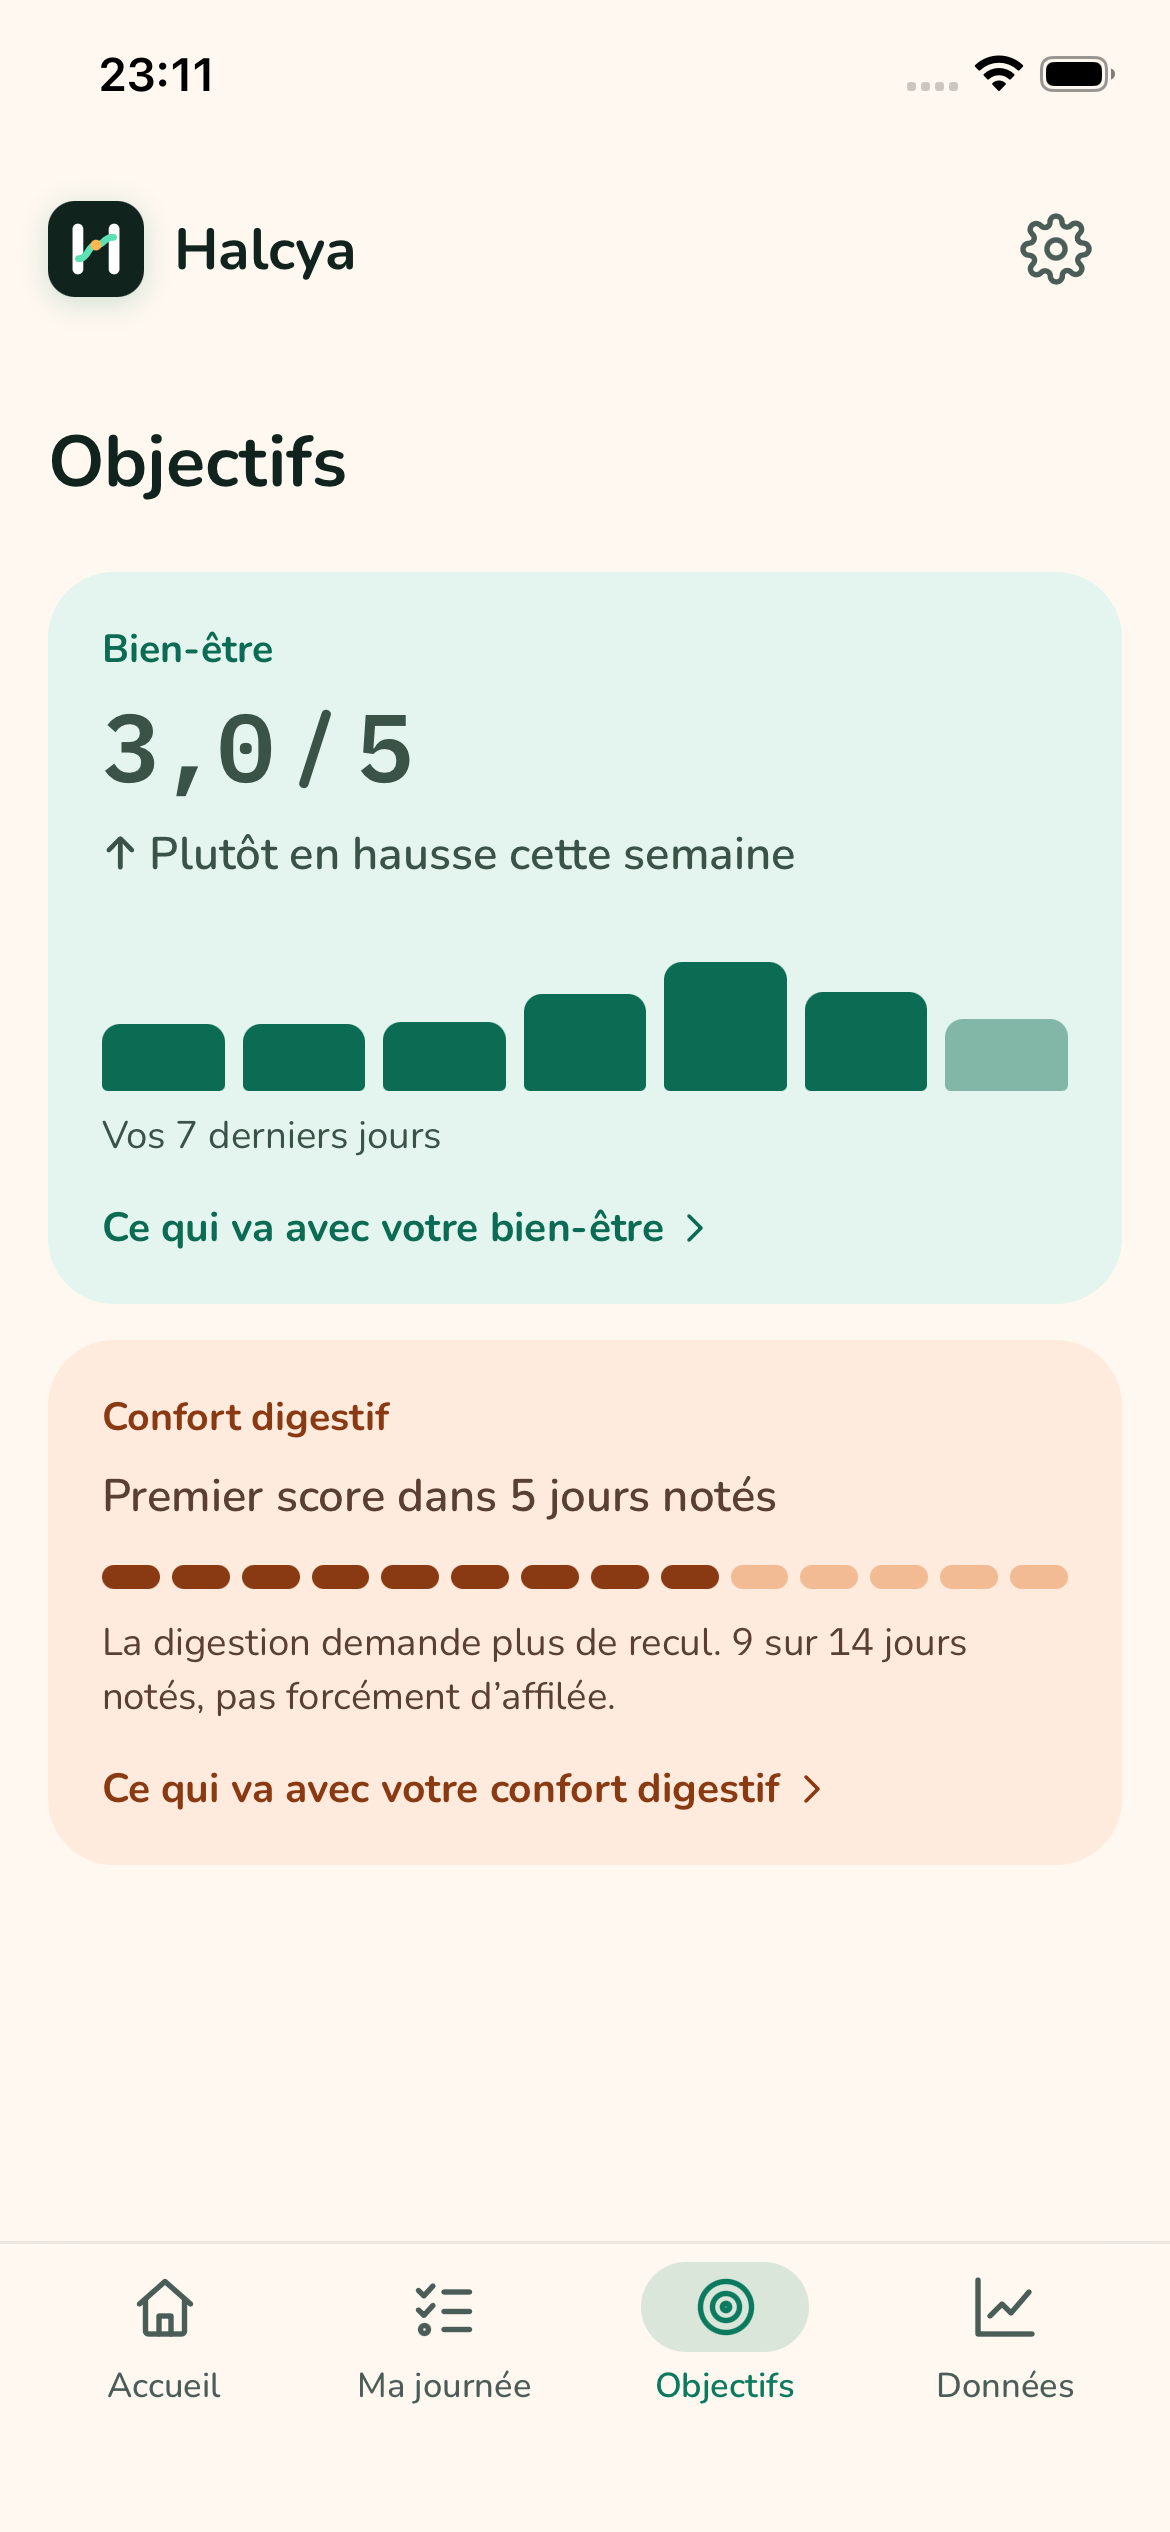 23:11
Halcya
Objectifs
Bien-être
3,0 / 5
↑ Plutôt en hausse cette semaine
Vos 7 derniers jours
Ce qui va avec votre bien-être >
Confort digestif
Premier score dans 5 jours notés
La digestion demande plus de recul. 9 sur 14 jours
notés, pas forcément d’affilée.
Ce qui va avec votre confort digestif >
Accueil
Ma journée
Objectifs
Données